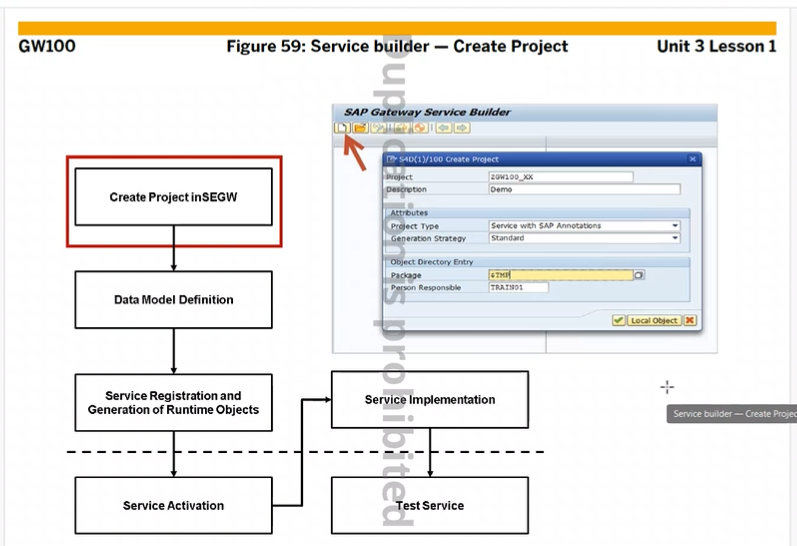 GW100
Figure 59: Service builder — Create Project
Unit 3 Lesson 1
SAP Gateway Service Builder
S4D(1)/100 Create Project
Project
ZGW100_XX
Description
Demo
Attributes
Project Type
Service with SAP Annotations
Generation Strategy
Standard
Object Directory Entry
Package
$TMP
Person Responsible
TRAIN01
Local Object
Create Project inSEGW
Data Model Definition
Service Registration and
Generation of Runtime Objects
Service Implementation
Service Activation
Test Service
Service builder — Create Projec
Duplication is prohibited